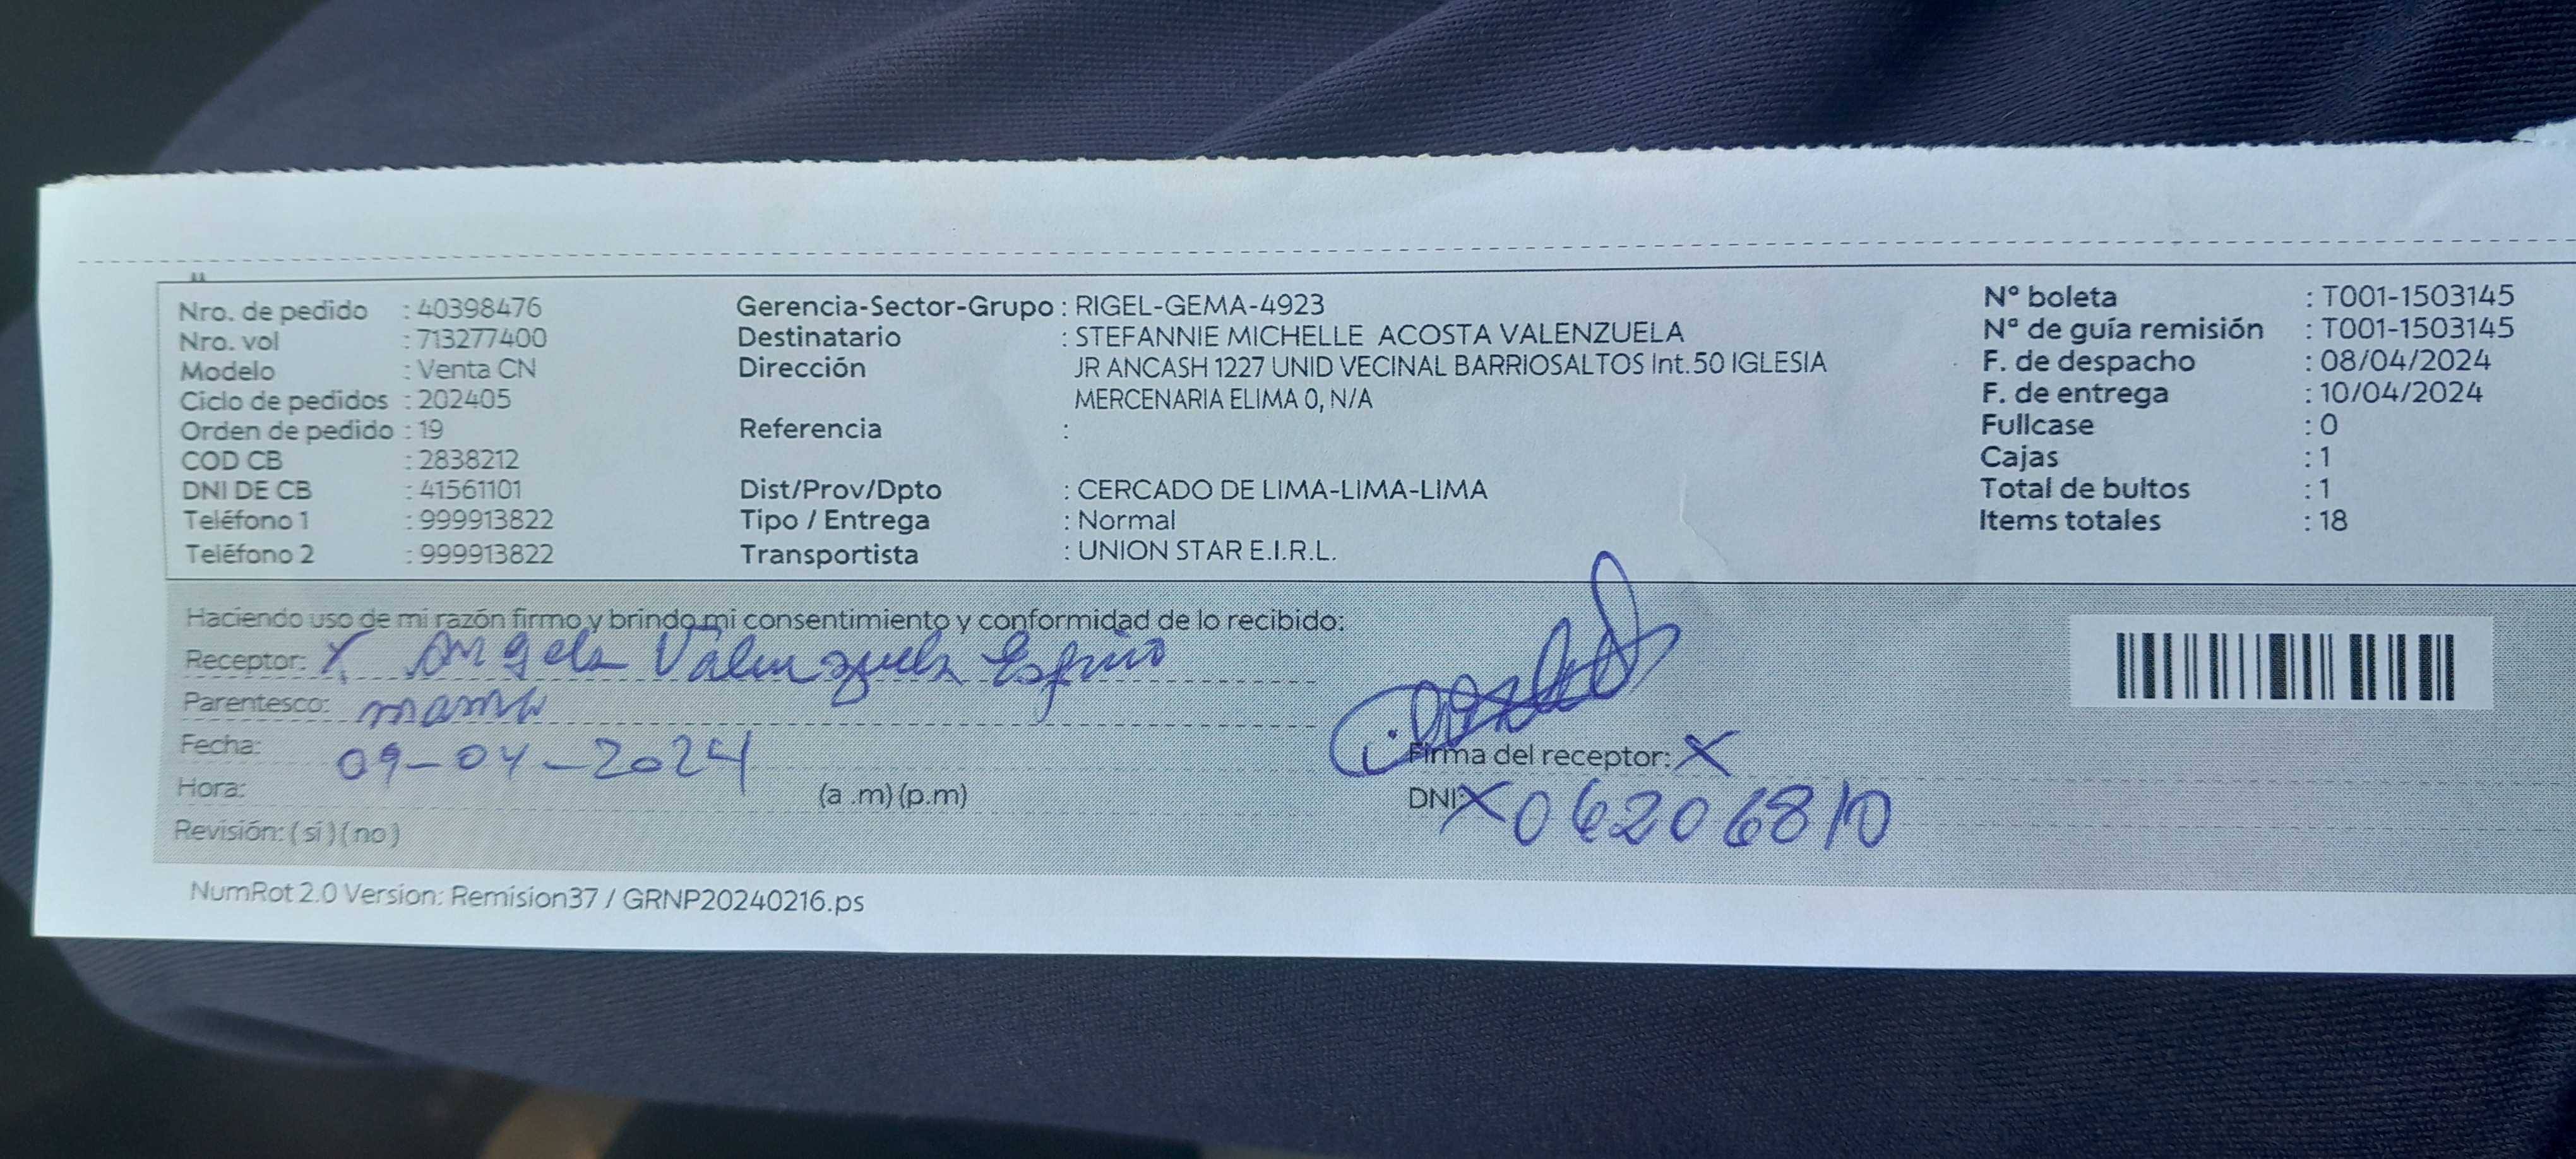 Nro. de pedido : 40398476
Nro. vol : 713277400
Modelo : Venta CN
Ciclo de pedidos : 202405
Orden de pedido : 19
COD CB : 2838212
DNI DE CB : 41561101
Teléfono 1 : 999913822
Teléfono 2 : 999913822
Gerencia-Sector-Grupo : RIGEL-GEMA-4923
Destinatario : STEFANNIE MICHELLE ACOSTA VALENZUELA
Dirección JR ANCASH 1227 UNID VECINAL BARRIOSALTOS Int.50 IGLESIA
MERCENARIA ELIMA 0, N/A
Referencia :
Dist/Prov/Dpto : CERCADO DE LIMA-LIMA-LIMA
Tipo / Entrega : Normal
Transportista : UNION STAR E.I.R.L.
N° boleta : T001-1503145
Nª de guía remisión : T001-1503145
F. de despacho : 08/04/2024
F. de entrega : 10/04/2024
Fullcase : 0
Cajas : 1
Total de bultos : 1
Items totales : 18
Haciendo uso de mi razón firmo y brindo mi consentimiento y conformidad de lo recibido:
Receptor: X Angela Valenzuela Espino
Parentesco: mama
Fecha: 09-04-2024
Hora: (a .m) (p.m)
Revisión: ( sí ) ( no )
Firma del receptor: X
DNI: X 06206810
NumRot 2.0 Version: Remision37 / GRNP20240216.ps